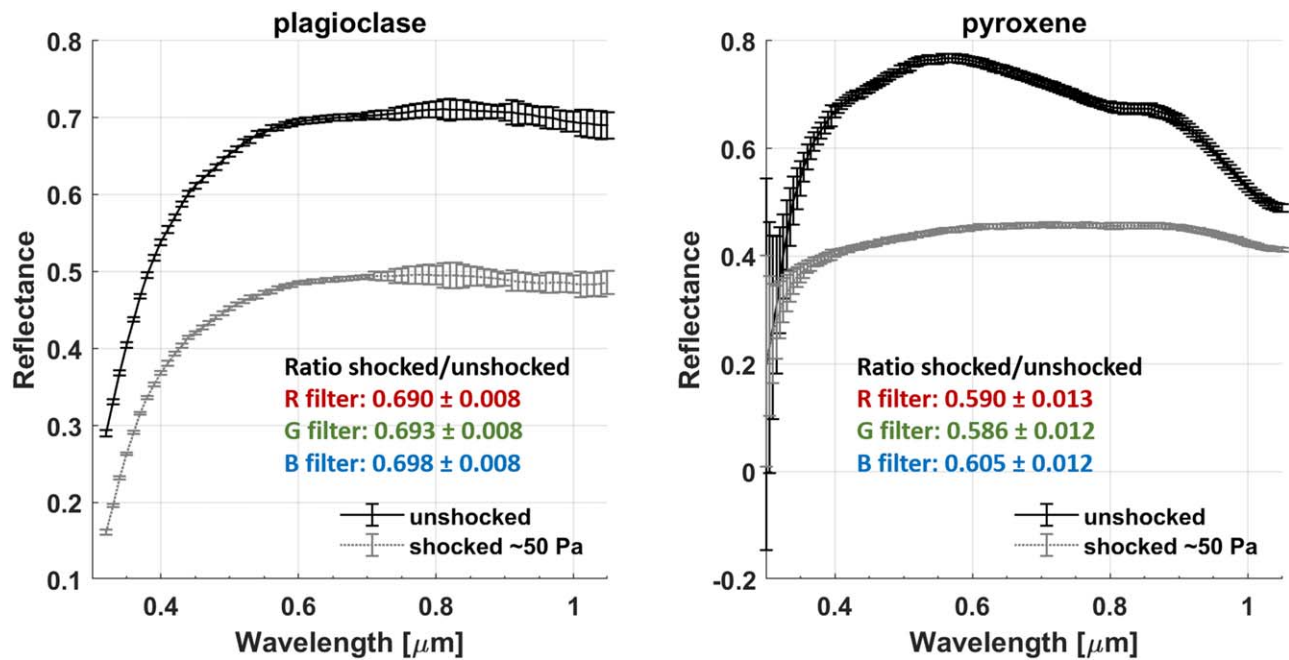 plagioclase
0.8
0.7
0.6
0.5
0.4
0.3
0.2
0.1
Reflectance
Ratio shocked/unshocked
R filter: 0.690 ± 0.008
G filter: 0.693 ± 0.008
B filter: 0.698 ± 0.008
unshocked
shocked ~50 Pa
0.4 0.6 0.8 1
Wavelength [μm]
pyroxene
0.8
0.6
0.4
0.2
0
-0.2
Reflectance
Ratio shocked/unshocked
R filter: 0.590 ± 0.013
G filter: 0.586 ± 0.012
B filter: 0.605 ± 0.012
unshocked
shocked ~50 Pa
0.4 0.6 0.8 1
Wavelength [μm]